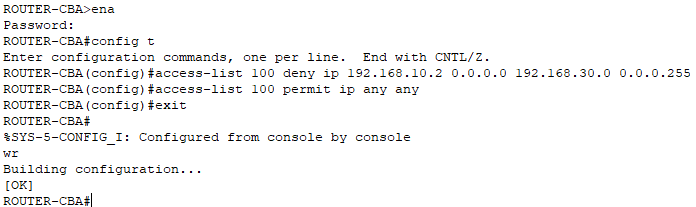 ROUTER-CBA>ena
Password:
ROUTER-CBA#config t
Enter configuration commands, one per line.  End with CNTL/Z.
ROUTER-CBA(config)#access-list 100 deny ip 192.168.10.2 0.0.0.0 192.168.30.0 0.0.0.255
ROUTER-CBA(config)#access-list 100 permit ip any any
ROUTER-CBA(config)#exit
ROUTER-CBA#
%SYS-5-CONFIG_I: Configured from console by console
wr
Building configuration...
[OK]
ROUTER-CBA#